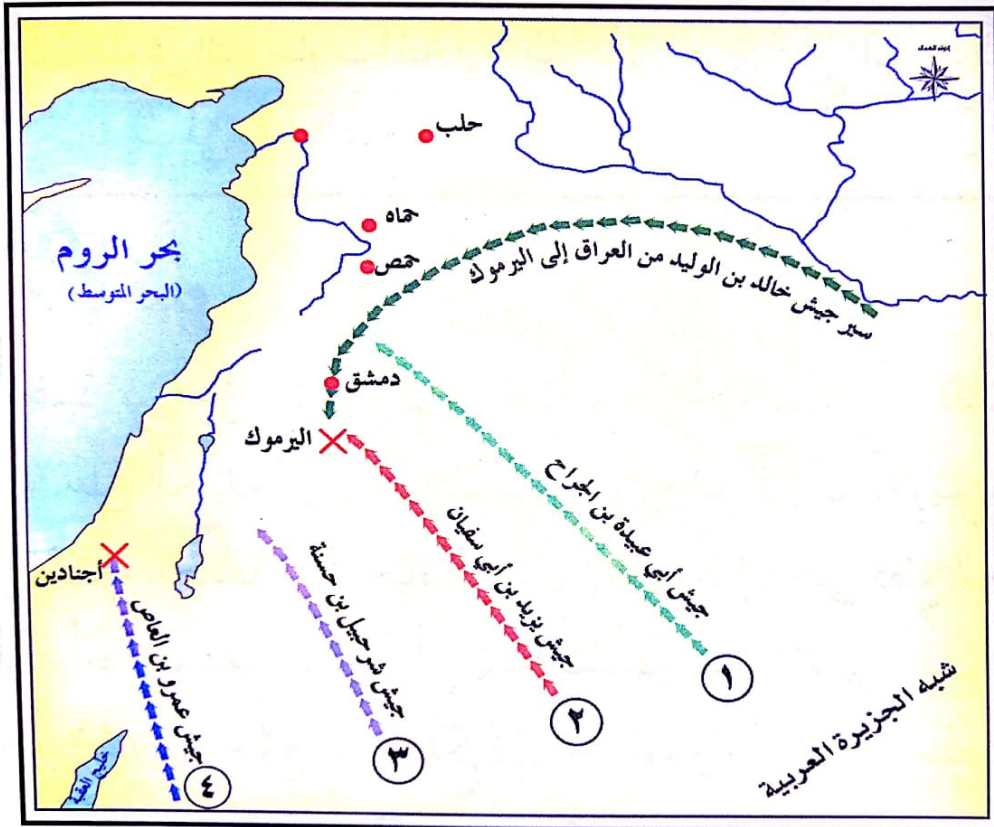 حلب
حماه
حمص
بحر الروم
(البحر المتوسط)
سير جيش خالد بن الوليد من العراق إلى اليرموك
دمشق
اليرموك
أجنادين
جيش أبي عبيدة بن الجراح
جيش يزيد بن أبي سفيان
جيش شرحبيل بن حسنة
جيش عمرو بن العاص
١
٢
٣
٤
خليج العقبة
شبه الجزيرة العربية